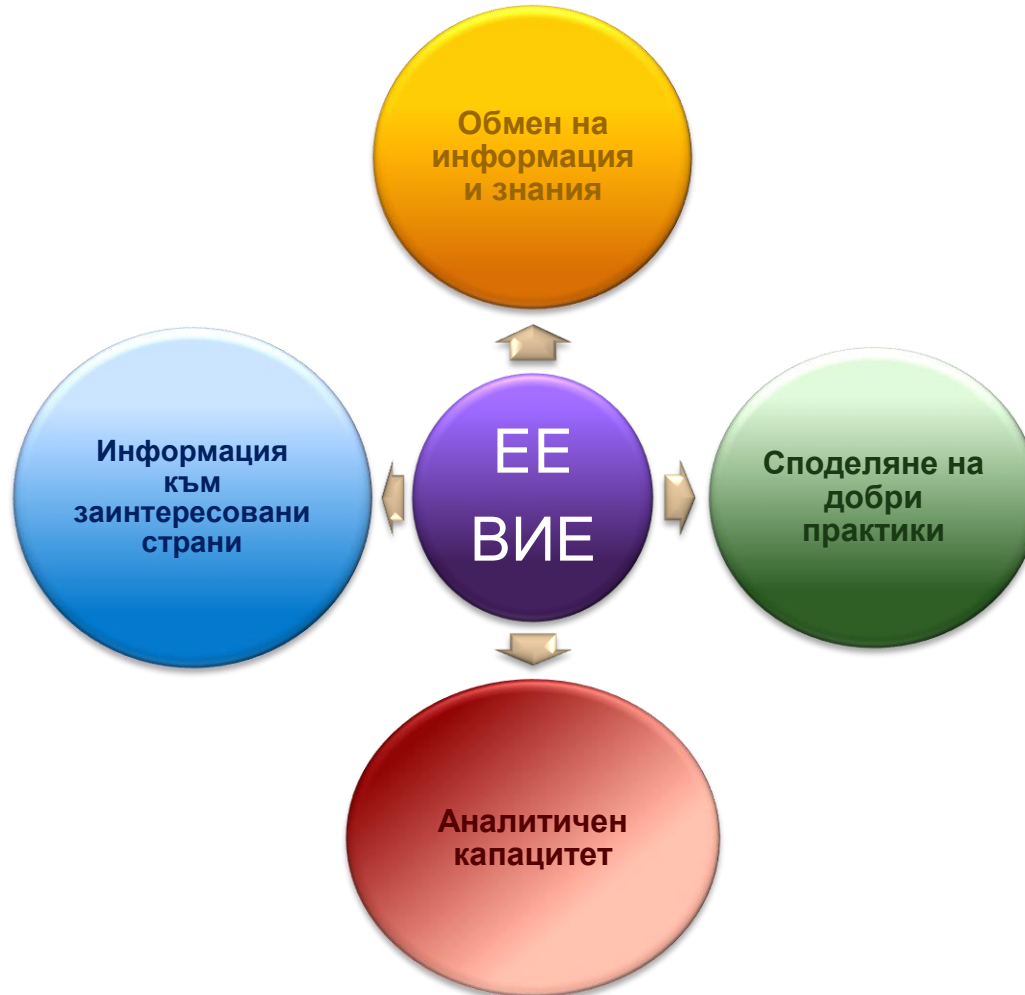 Обмен на
информация
и знания
Информация
към
заинтересовани
страни
ЕЕ
ВИЕ
Споделяне на
добри
практики
Аналитичен
капацитет